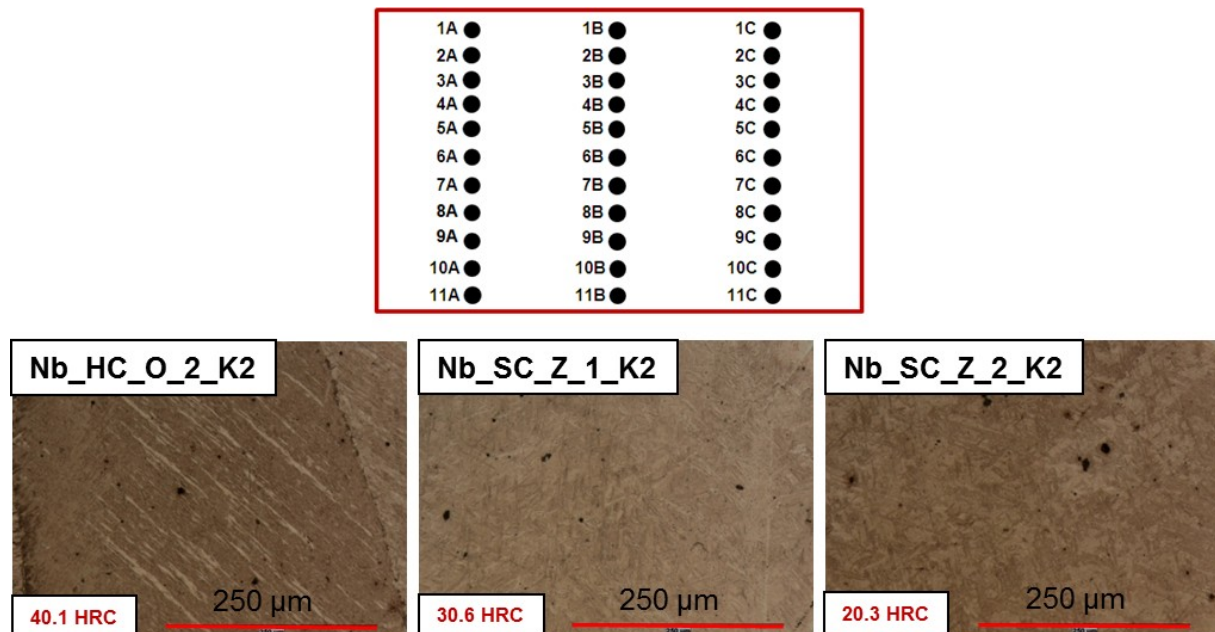 1A 1B 1C
2A 2B 2C
3A 3B 3C
4A 4B 4C
5A 5B 5C
6A 6B 6C
7A 7B 7C
8A 8B 8C
9A 9B 9C
10A 10B 10C
11A 11B 11C
Nb_HC_O_2_K2 Nb_SC_Z_1_K2 Nb_SC_Z_2_K2
250 µm 250 µm 250 µm
40.1 HRC 30.6 HRC 20.3 HRC